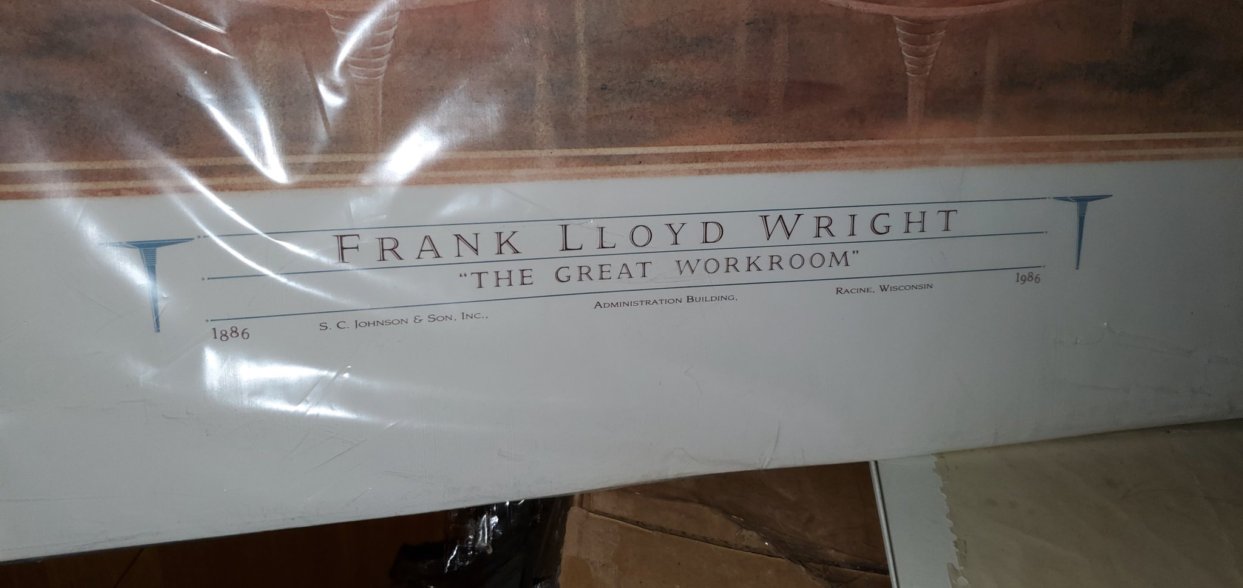 FRANK LLOYD WRIGHT
"THE GREAT WORKROOM"
1886 S. C. JOHNSON & SON, INC., ADMINISTRATION BUILDING, RACINE, WISCONSIN 1986